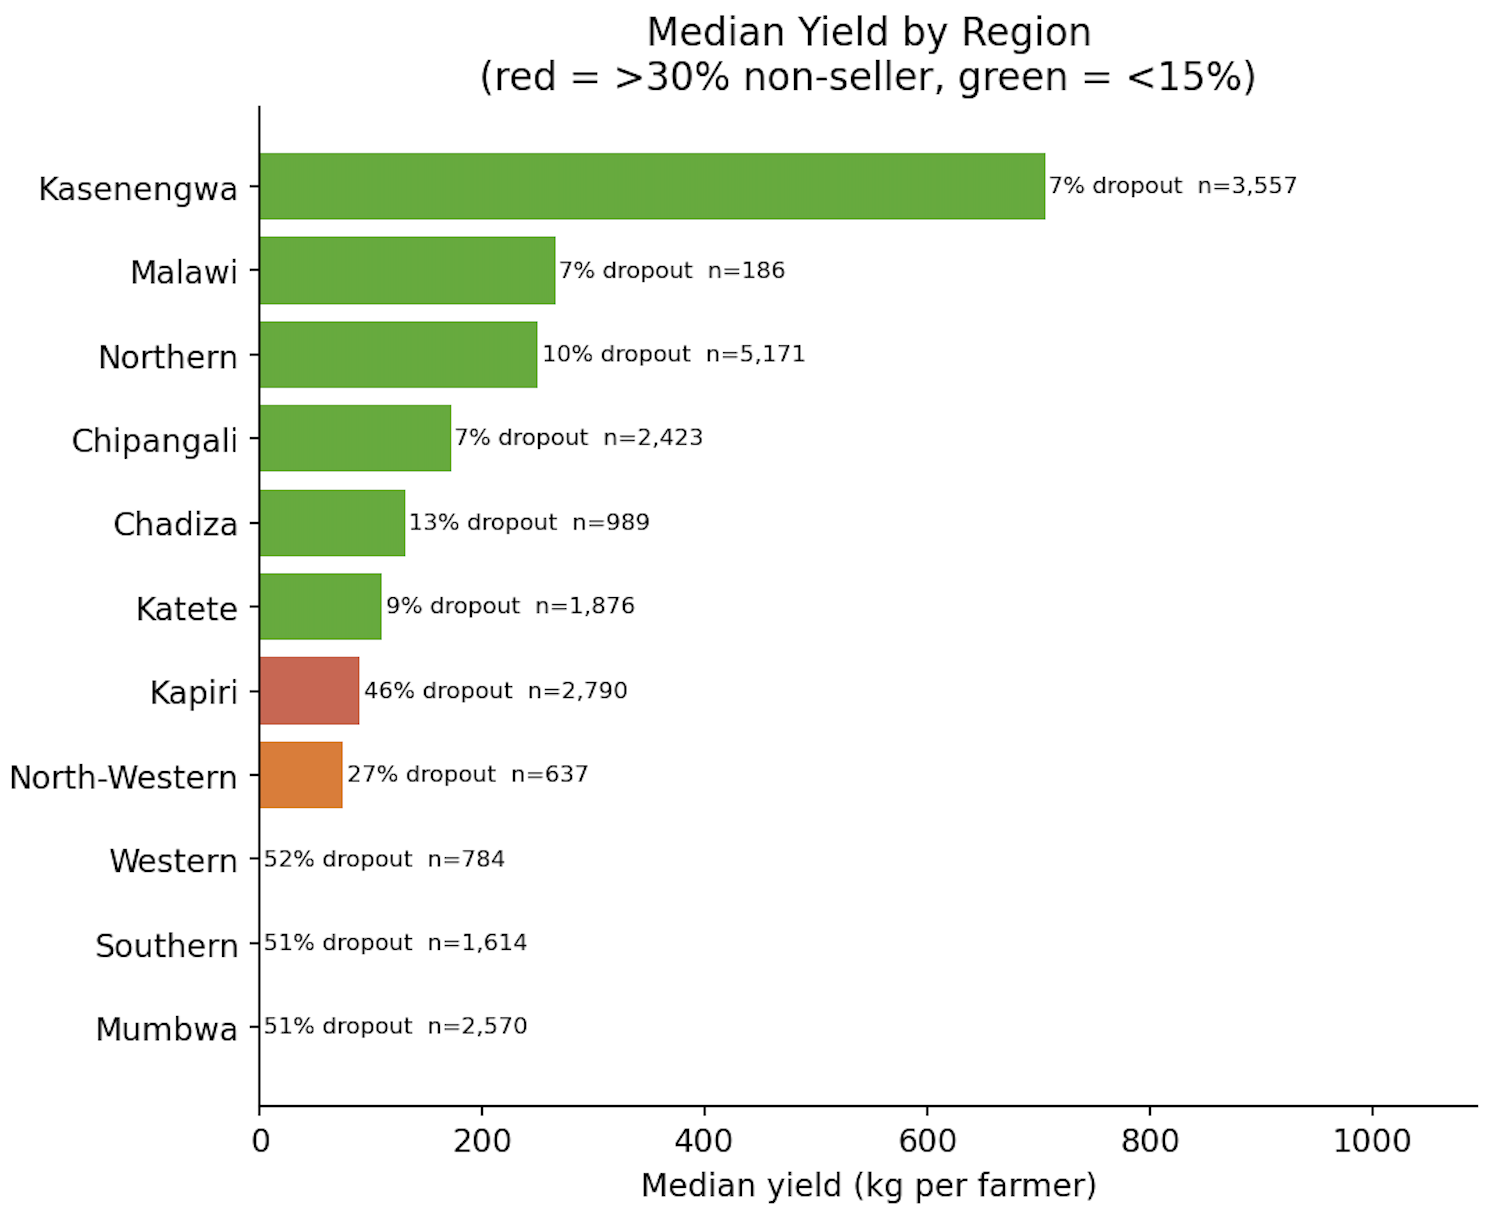 Median Yield by Region
(red = >30% non-seller, green = <15%)
Kasenengwa 7% dropout n=3,557
Malawi 7% dropout n=186
Northern 10% dropout n=5,171
Chipangali 7% dropout n=2,423
Chadiza 13% dropout n=989
Katete 9% dropout n=1,876
Kapiri 46% dropout n=2,790
North-Western 27% dropout n=637
Western 52% dropout n=784
Southern 51% dropout n=1,614
Mumbwa 51% dropout n=2,570
0 200 400 600 800 1000
Median yield (kg per farmer)